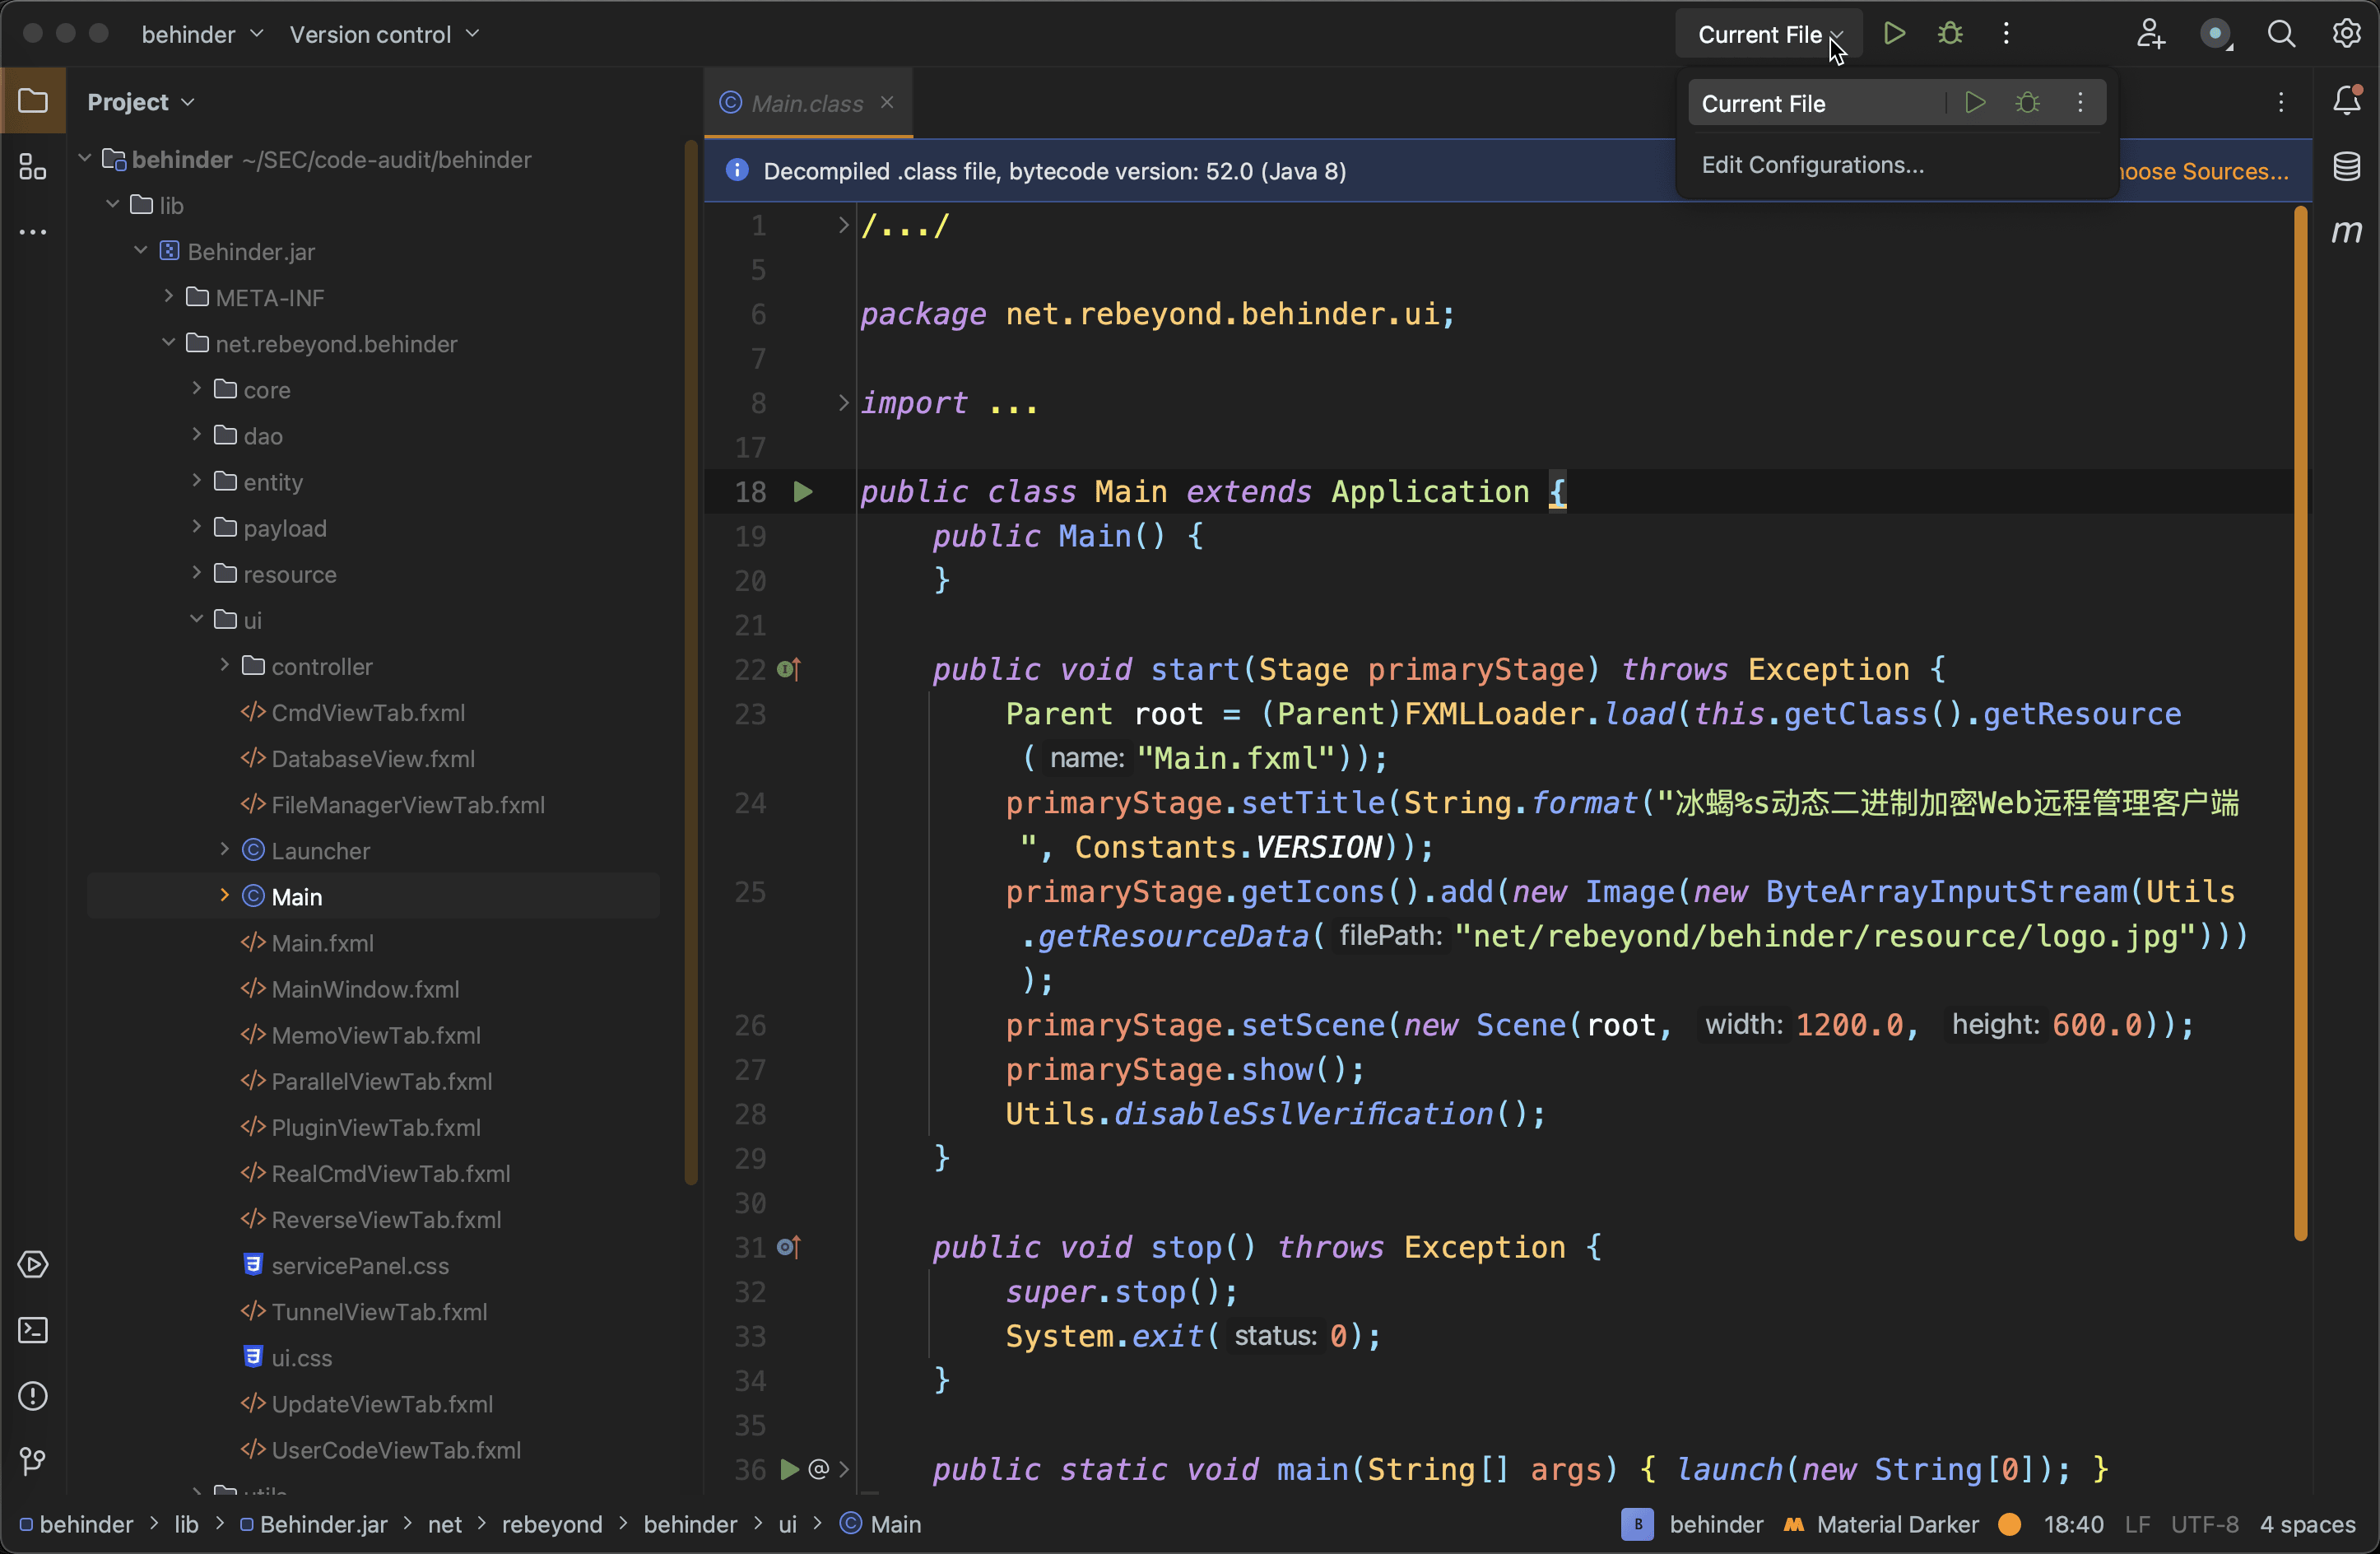 behinder
Version control
Current File
Project
Main.class
Current File
Edit Configurations...
Decompiled .class file, bytecode version: 52.0 (Java 8)
hoose Sources...
behinder ~/SEC/code-audit/behinder
lib
Behinder.jar
META-INF
net.rebeyond.behinder
core
dao
entity
payload
resource
ui
controller
CmdViewTab.fxml
DatabaseView.fxml
FileManagerViewTab.fxml
Launcher
Main
Main.fxml
MainWindow.fxml
MemoViewTab.fxml
ParallelViewTab.fxml
PluginViewTab.fxml
RealCmdViewTab.fxml
ReverseViewTab.fxml
servicePanel.css
TunnelViewTab.fxml
ui.css
UpdateViewTab.fxml
UserCodeViewTab.fxml
1 /.../
5
6 package net.rebeyond.behinder.ui;
7
8 import ...
17
18 public class Main extends Application {
19 public Main() {
20 }
21
22 public void start(Stage primaryStage) throws Exception {
23 Parent root = (Parent)FXMLLoader.load(this.getClass().getResource
( name: "Main.fxml"));
24 primaryStage.setTitle(String.format("冰蝎%s动态二进制加密Web远程管理客户端
", Constants.VERSION));
25 primaryStage.getIcons().add(new Image(new ByteArrayInputStream(Utils
.getResourceData( filePath: "net/rebeyond/behinder/resource/logo.jpg")))
);
26 primaryStage.setScene(new Scene(root, width: 1200.0, height: 600.0));
27 primaryStage.show();
28 Utils.disableSslVerification();
29 }
30
31 public void stop() throws Exception {
32 super.stop();
33 System.exit( status: 0);
34 }
35
36 @ public static void main(String[] args) { launch(new String[0]); }
behinder > lib > Behinder.jar > net > rebeyond > behinder > ui > Main
B behinder Material Darker 18:40 LF UTF-8 4 spaces
m